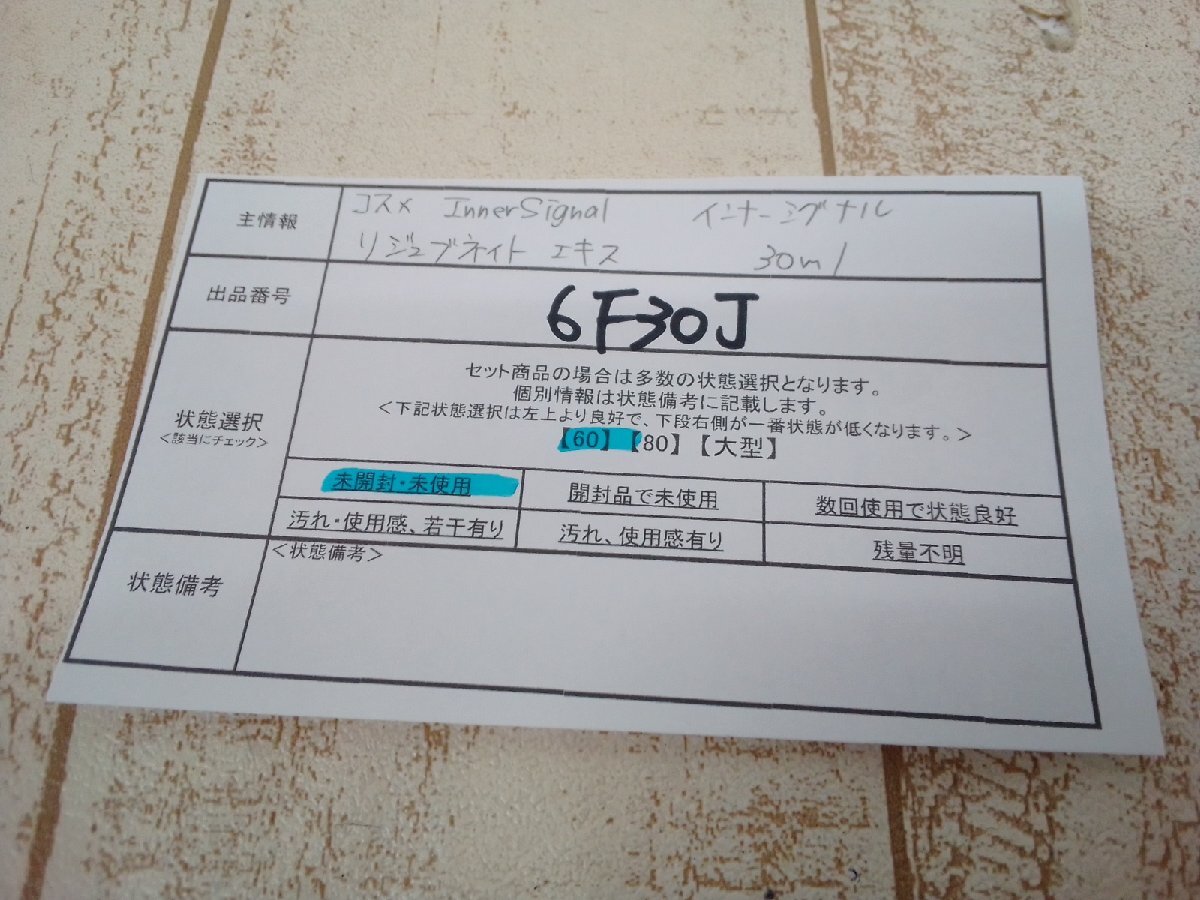 主情報
コスメ InnerSignal インナーシグナル
リジュブネイト エキス 30ml
出品番号
6F30J
状態選択
<該当にチェック>
セット商品の場合は多数の状態選択となります。
個別情報は状態備考に記載します。
<下記状態選択は左上より良好で、下段右側が一番状態が低くなります。>
【60】【80】【大型】
未開封・未使用 開封品で未使用 数回使用で状態良好
汚れ・使用感、若干有り 汚れ、使用感有り 残量不明
状態備考
<状態備考>